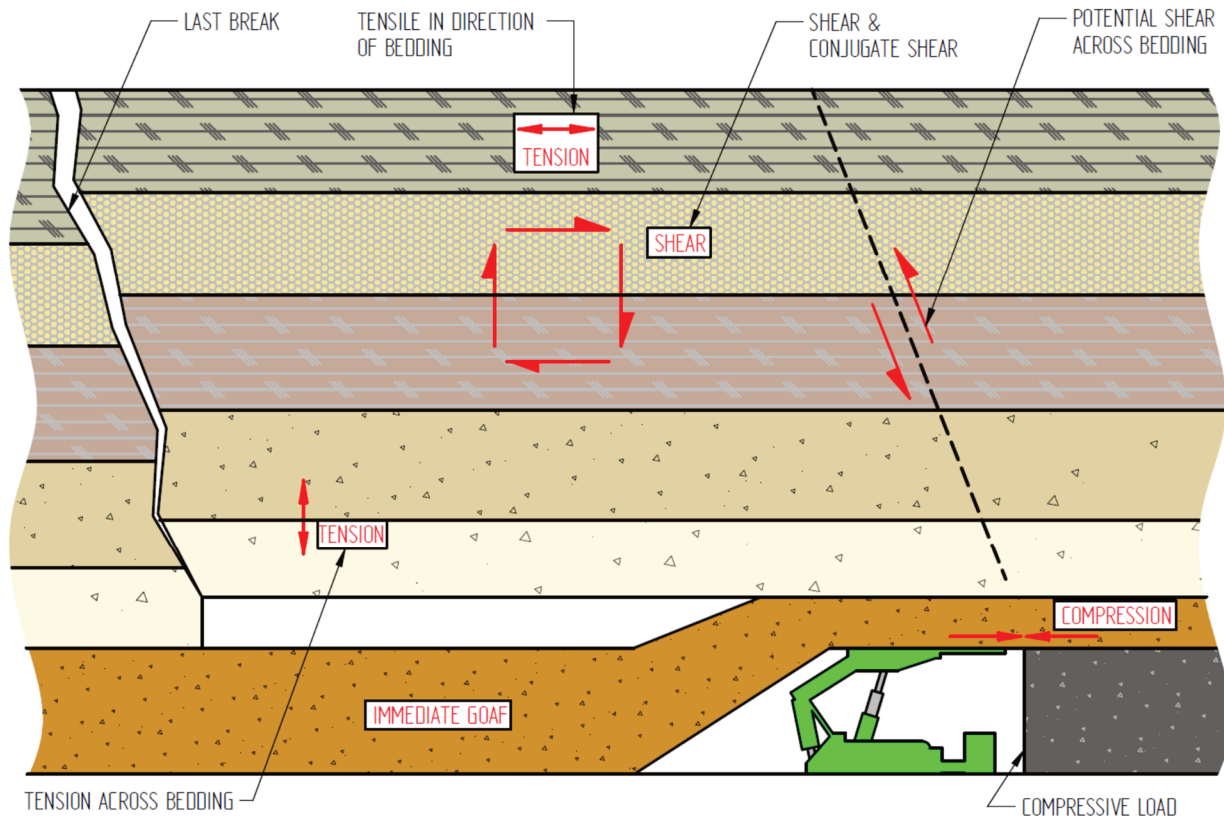 LAST BREAK
TENSILE IN DIRECTION
OF BEDDING
SHEAR &
CONJUGATE SHEAR
POTENTIAL SHEAR
ACROSS BEDDING
TENSION
SHEAR
TENSION
COMPRESSION
IMMEDIATE GOAF
TENSION ACROSS BEDDING
COMPRESSIVE LOAD